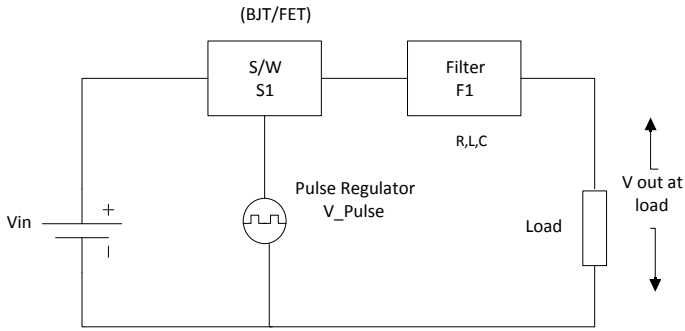 (BJT/FET)
S/W
S1
Filter
F1
R,L,C
Pulse Regulator
V_Pulse
Vin
+
Load
V out at
load